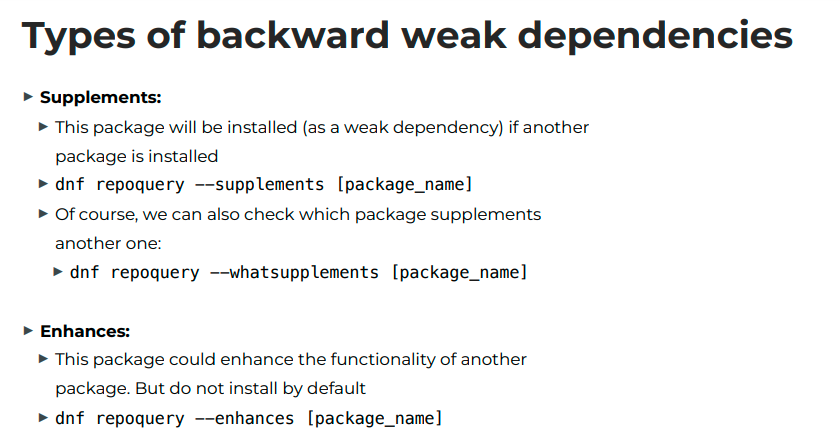 Types of backward weak dependencies
▶ Supplements:
▶ This package will be installed (as a weak dependency) if another
package is installed
▶ dnf repoquery --supplements [package_name]
▶ Of course, we can also check which package supplements
another one:
▶ dnf repoquery --whatsupplements [package_name]
▶ Enhances:
▶ This package could enhance the functionality of another
package. But do not install by default
▶ dnf repoquery --enhances [package_name]